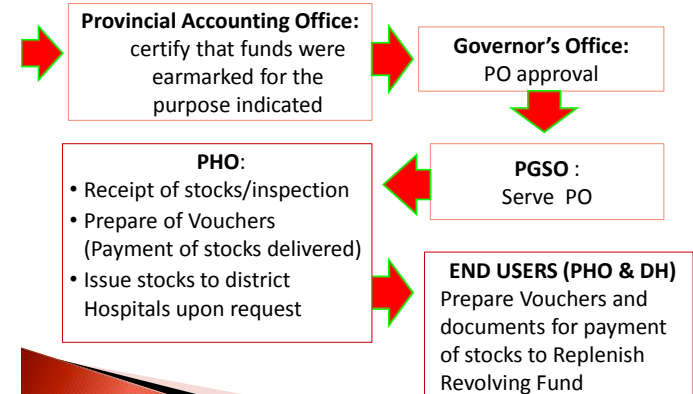 Provincial Accounting Office:
certify that funds were
earmarked for the
purpose indicated
Governor’s Office:
PO approval
PGSO :
Serve PO
PHO:
• Receipt of stocks/inspection
• Prepare of Vouchers
(Payment of stocks delivered)
• Issue stocks to district
Hospitals upon request
END USERS (PHO & DH)
Prepare Vouchers and
documents for payment
of stocks to Replenish
Revolving Fund